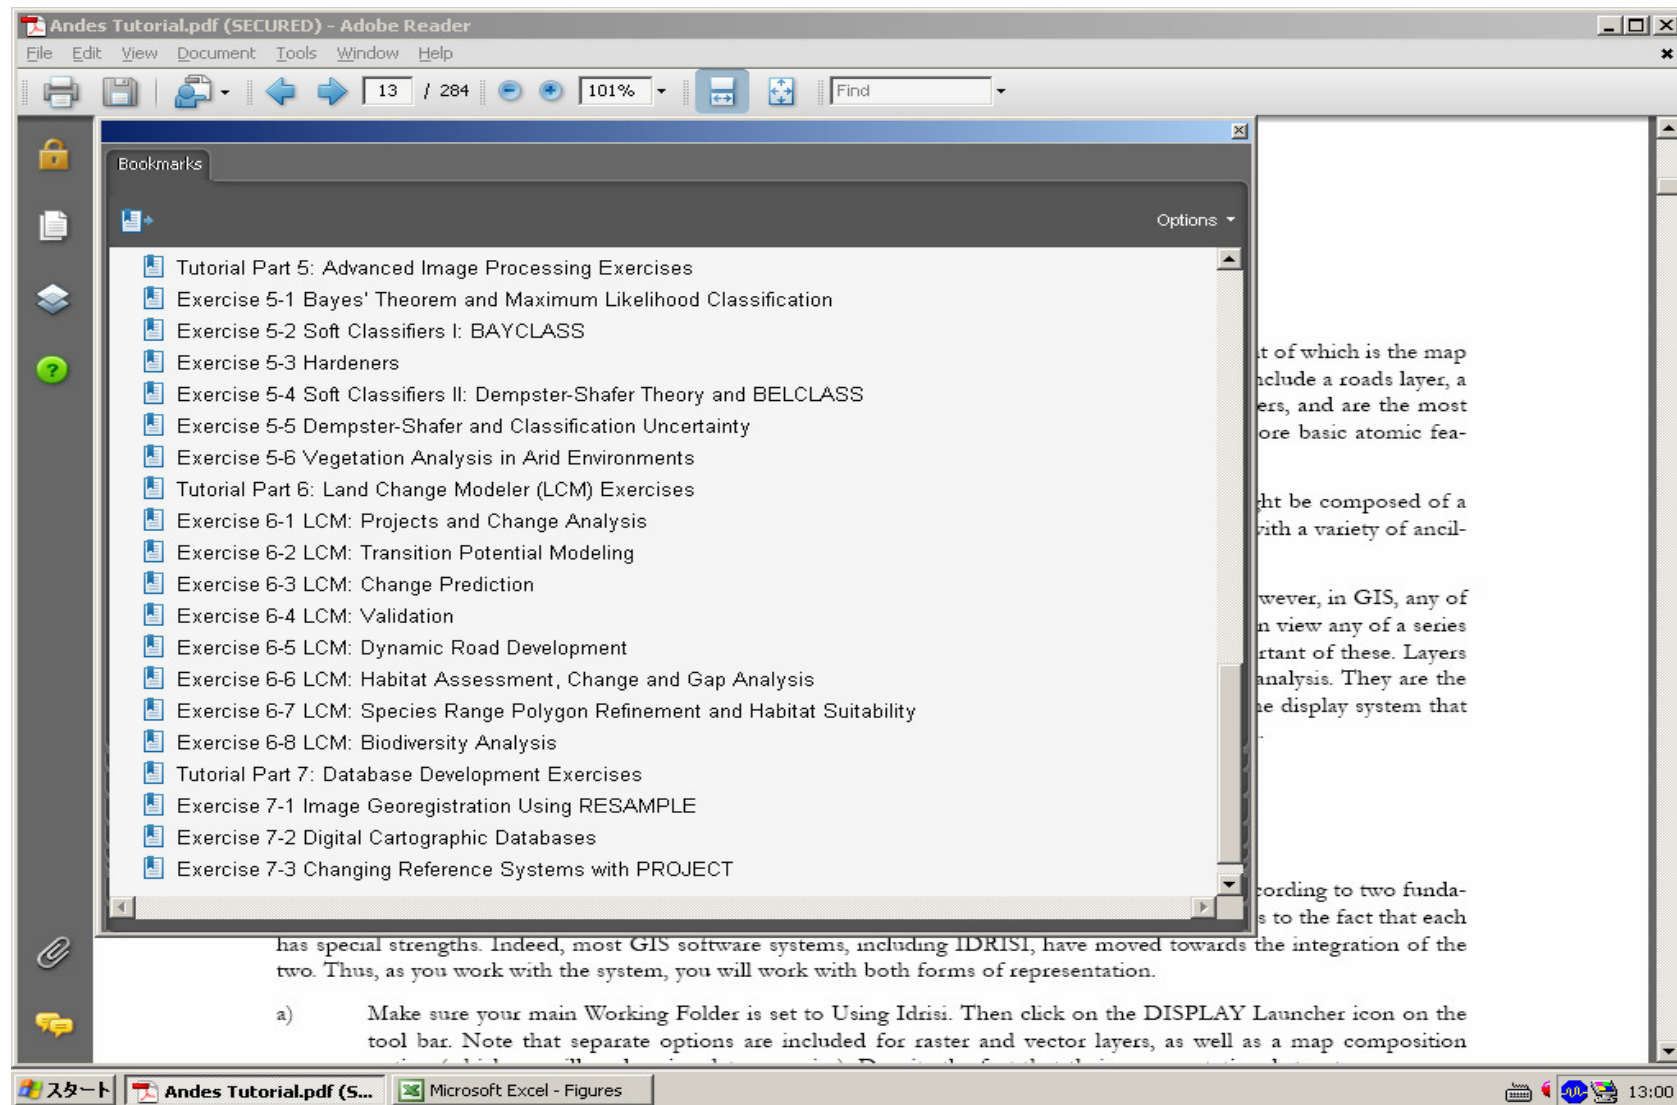 Andes Tutorial.pdf (SECURED) - Adobe Reader
File Edit View Document Tools Window Help
13 / 284 101% Find
Bookmarks
Options
Tutorial Part 5: Advanced Image Processing Exercises
Exercise 5-1 Bayes' Theorem and Maximum Likelihood Classification
Exercise 5-2 Soft Classifiers I: BAYCLASS
Exercise 5-3 Hardeners
Exercise 5-4 Soft Classifiers II: Dempster-Shafer Theory and BELCLASS
Exercise 5-5 Dempster-Shafer and Classification Uncertainty
Exercise 5-6 Vegetation Analysis in Arid Environments
Tutorial Part 6: Land Change Modeler (LCM) Exercises
Exercise 6-1 LCM: Projects and Change Analysis
Exercise 6-2 LCM: Transition Potential Modeling
Exercise 6-3 LCM: Change Prediction
Exercise 6-4 LCM: Validation
Exercise 6-5 LCM: Dynamic Road Development
Exercise 6-6 LCM: Habitat Assessment, Change and Gap Analysis
Exercise 6-7 LCM: Species Range Polygon Refinement and Habitat Suitability
Exercise 6-8 LCM: Biodiversity Analysis
Tutorial Part 7: Database Development Exercises
Exercise 7-1 Image Georegistration Using RESAMPLE
Exercise 7-2 Digital Cartographic Databases
Exercise 7-3 Changing Reference Systems with PROJECT
of which is the map
include a roads layer, a
ers, and are the most
ore basic atomic fea-
ht be composed of a
with a variety of ancil-
wever, in GIS, any of
n view any of a series
rtant of these. Layers
analysis. They are the
he display system that
cording to two funda-
s to the fact that each
has special strengths. Indeed, most GIS software systems, including IDRISI, have moved towards the integration of the
two. Thus, as you work with the system, you will work with both forms of representation.
a) Make sure your main Working Folder is set to Using Idrisi. Then click on the DISPLAY Launcher icon on the
tool bar. Note that separate options are included for raster and vector layers, as well as a map composition
スタート Andes Tutorial.pdf (S... Microsoft Excel - Figures 13:00